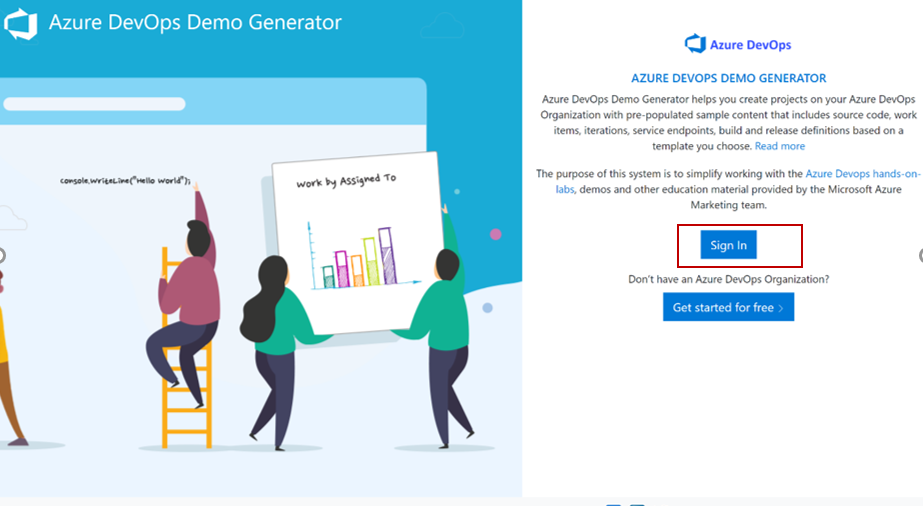 Azure DevOps Demo Generator
console.WriteLine("Hello World");
Work by Assigned To
Azure DevOps
AZURE DEVOPS DEMO GENERATOR
Azure DevOps Demo Generator helps you create projects on your Azure DevOps
Organization with pre-populated sample content that includes source code, work
items, iterations, service endpoints, build and release definitions based on a
template you choose. Read more
The purpose of this system is to simplify working with the Azure Devops hands-on-
labs, demos and other education material provided by the Microsoft Azure
Marketing team.
Sign In
Don't have an Azure DevOps Organization?
Get started for free >